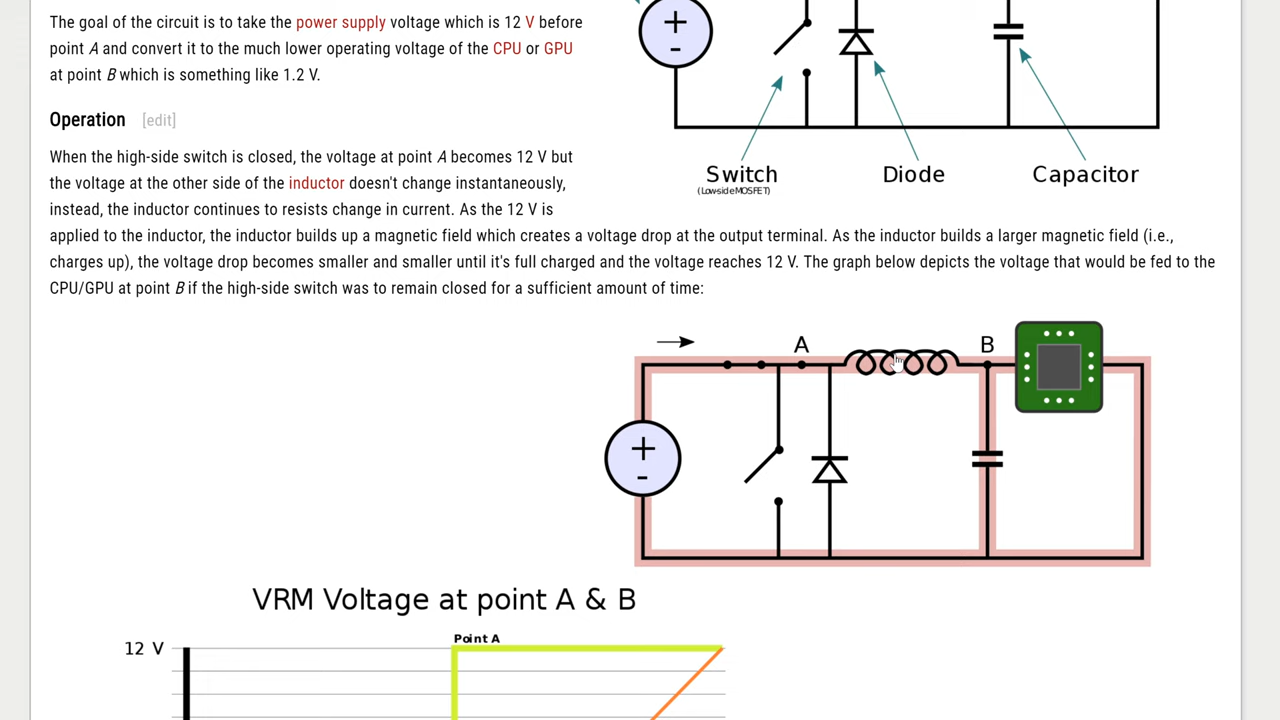 The goal of the circuit is to take the power supply voltage which is 12 V before
point A and convert it to the much lower operating voltage of the CPU or GPU
at point B which is something like 1.2 V.
+
-
Operation [edit]
When the high-side switch is closed, the voltage at point A becomes 12 V but
the voltage at the other side of the inductor doesn't change instantaneously,
instead, the inductor continues to resists change in current. As the 12 V is
Switch
(Low-side MOSFET)
Diode
Capacitor
applied to the inductor, the inductor builds up a magnetic field which creates a voltage drop at the output terminal. As the inductor builds a larger magnetic field (i.e.,
charges up), the voltage drop becomes smaller and smaller until it's full charged and the voltage reaches 12 V. The graph below depicts the voltage that would be fed to the
CPU/GPU at point B if the high-side switch was to remain closed for a sufficient amount of time:
A
B
+
-
VRM Voltage at point A & B
Point A
12 V